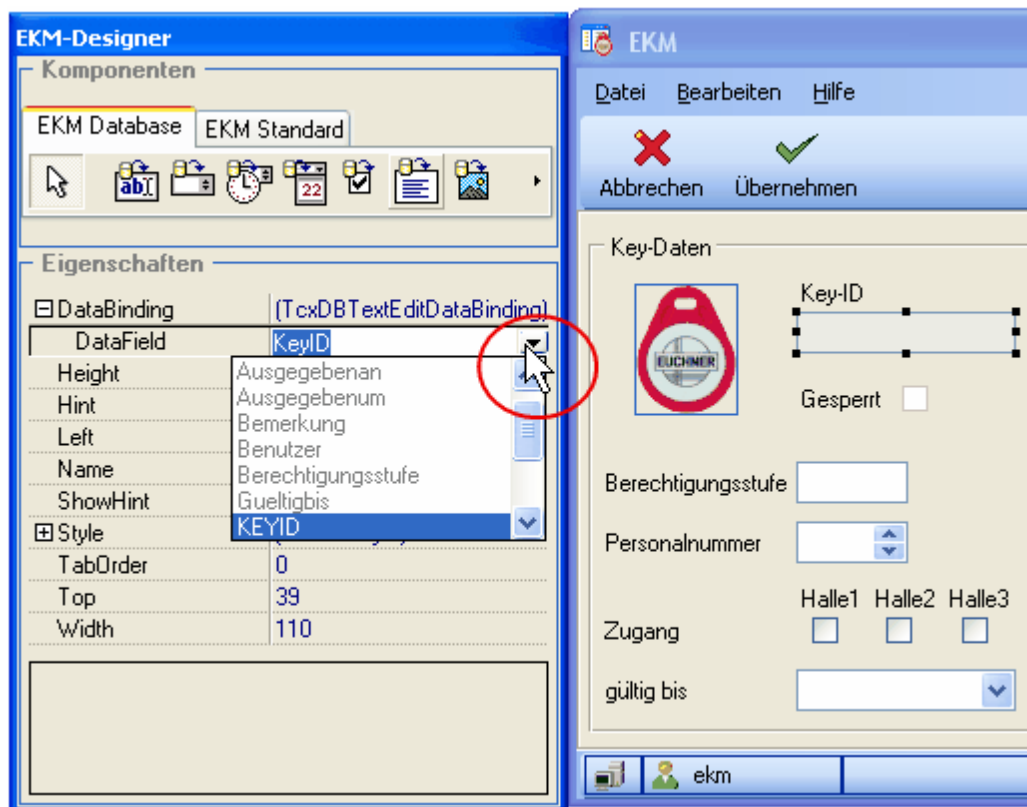 EKM-Designer
Komponenten
EKM Database EKM Standard
abI 22
Eigenschaften
DataBinding (TcxDBTextEditDataBinding)
DataField KeyID
Height
Hint
Left
Name
ShowHint
Style
TabOrder 0
Top 39
Width 110
Ausgegebenan
Ausgegebenum
Bemerkung
Benutzer
Berechtigungsstufe
Gueltigbis
KEYID
EKM
Datei Bearbeiten Hilfe
Abbrechen Übernehmen
Key-Daten
Key-ID
EUCHNER
Gesperrt
Berechtigungsstufe
Personalnummer
Halle1 Halle2 Halle3
Zugang
gültig bis
ekm